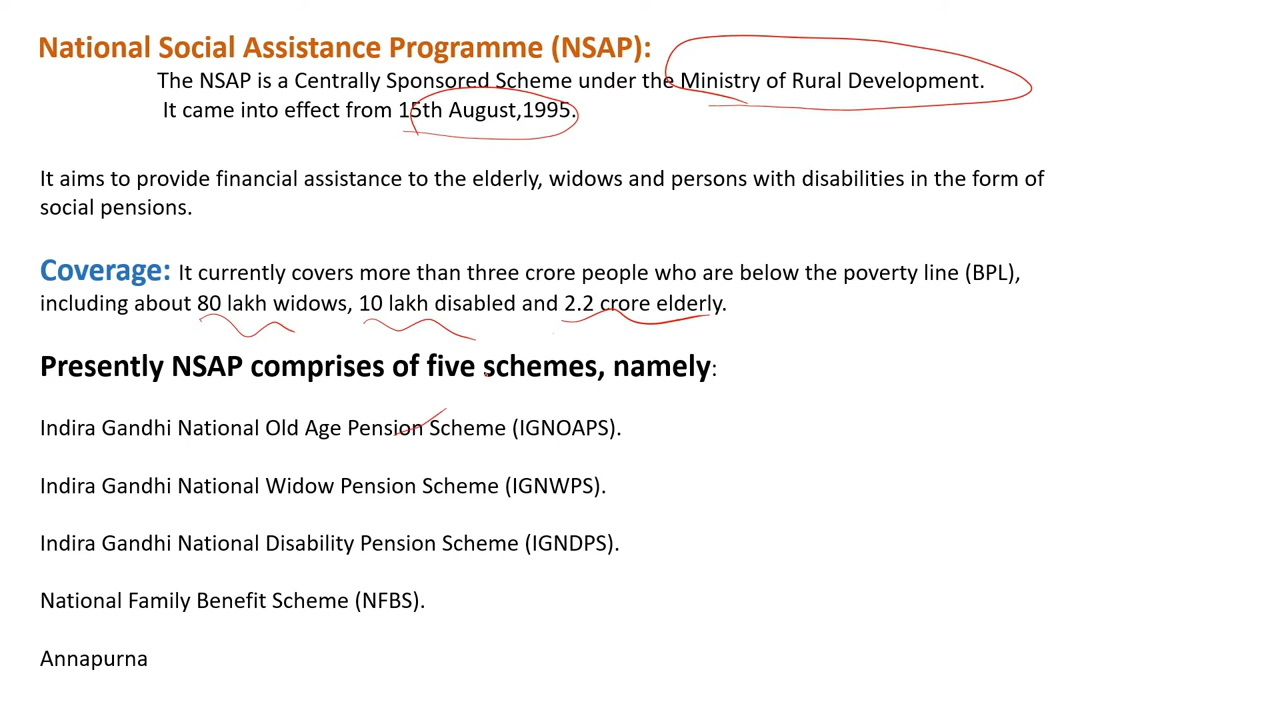 National Social Assistance Programme (NSAP):
The NSAP is a Centrally Sponsored Scheme under the Ministry of Rural Development.
It came into effect from 15th August,1995.
It aims to provide financial assistance to the elderly, widows and persons with disabilities in the form of
social pensions.
Coverage: It currently covers more than three crore people who are below the poverty line (BPL),
including about 80 lakh widows, 10 lakh disabled and 2.2 crore elderly.
Presently NSAP comprises of five schemes, namely:
Indira Gandhi National Old Age Pension Scheme (IGNOAPS).
Indira Gandhi National Widow Pension Scheme (IGNWPS).
Indira Gandhi National Disability Pension Scheme (IGNDPS).
National Family Benefit Scheme (NFBS).
Annapurna